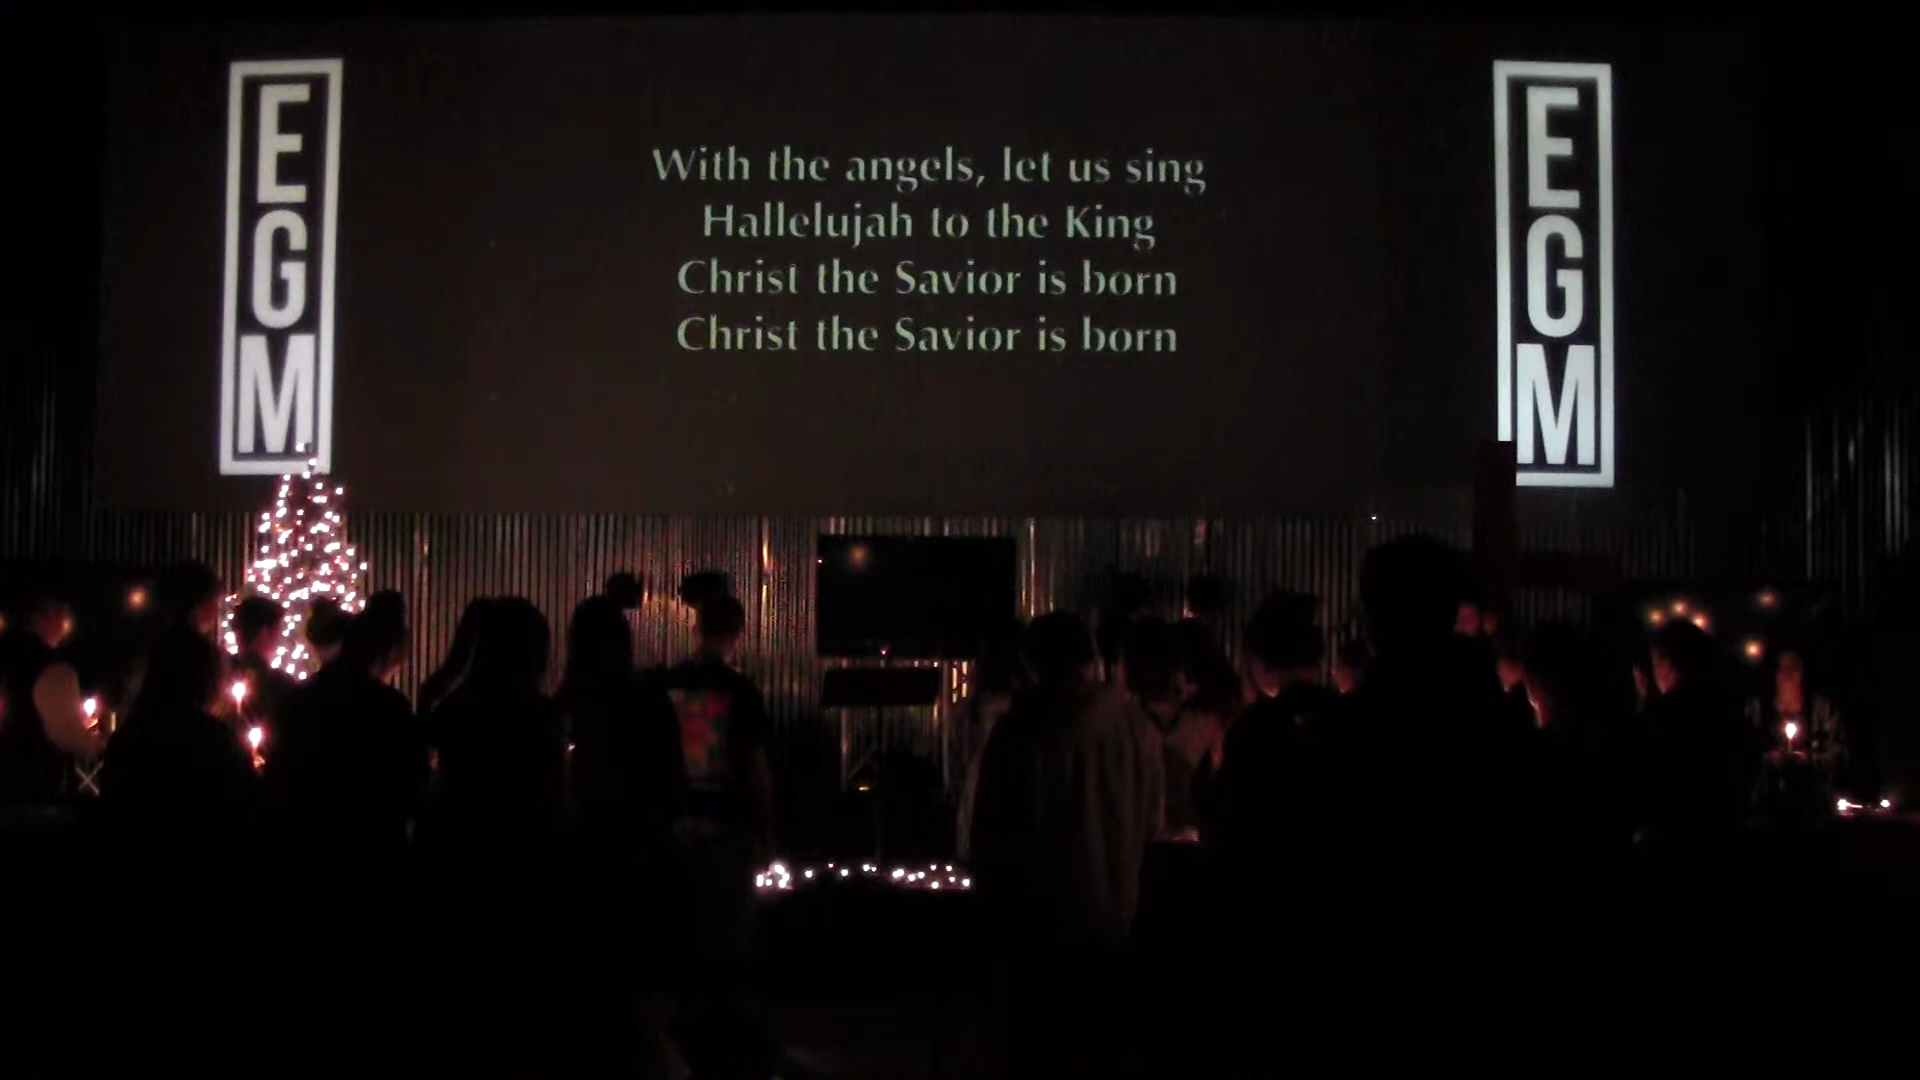 EGM
With the angels, let us sing
Hallelujah to the King
Christ the Savior is born
Christ the Savior is born
EGM